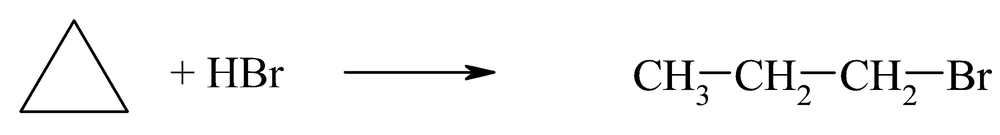 + HBr → CH₃—CH₂—CH₂—Br